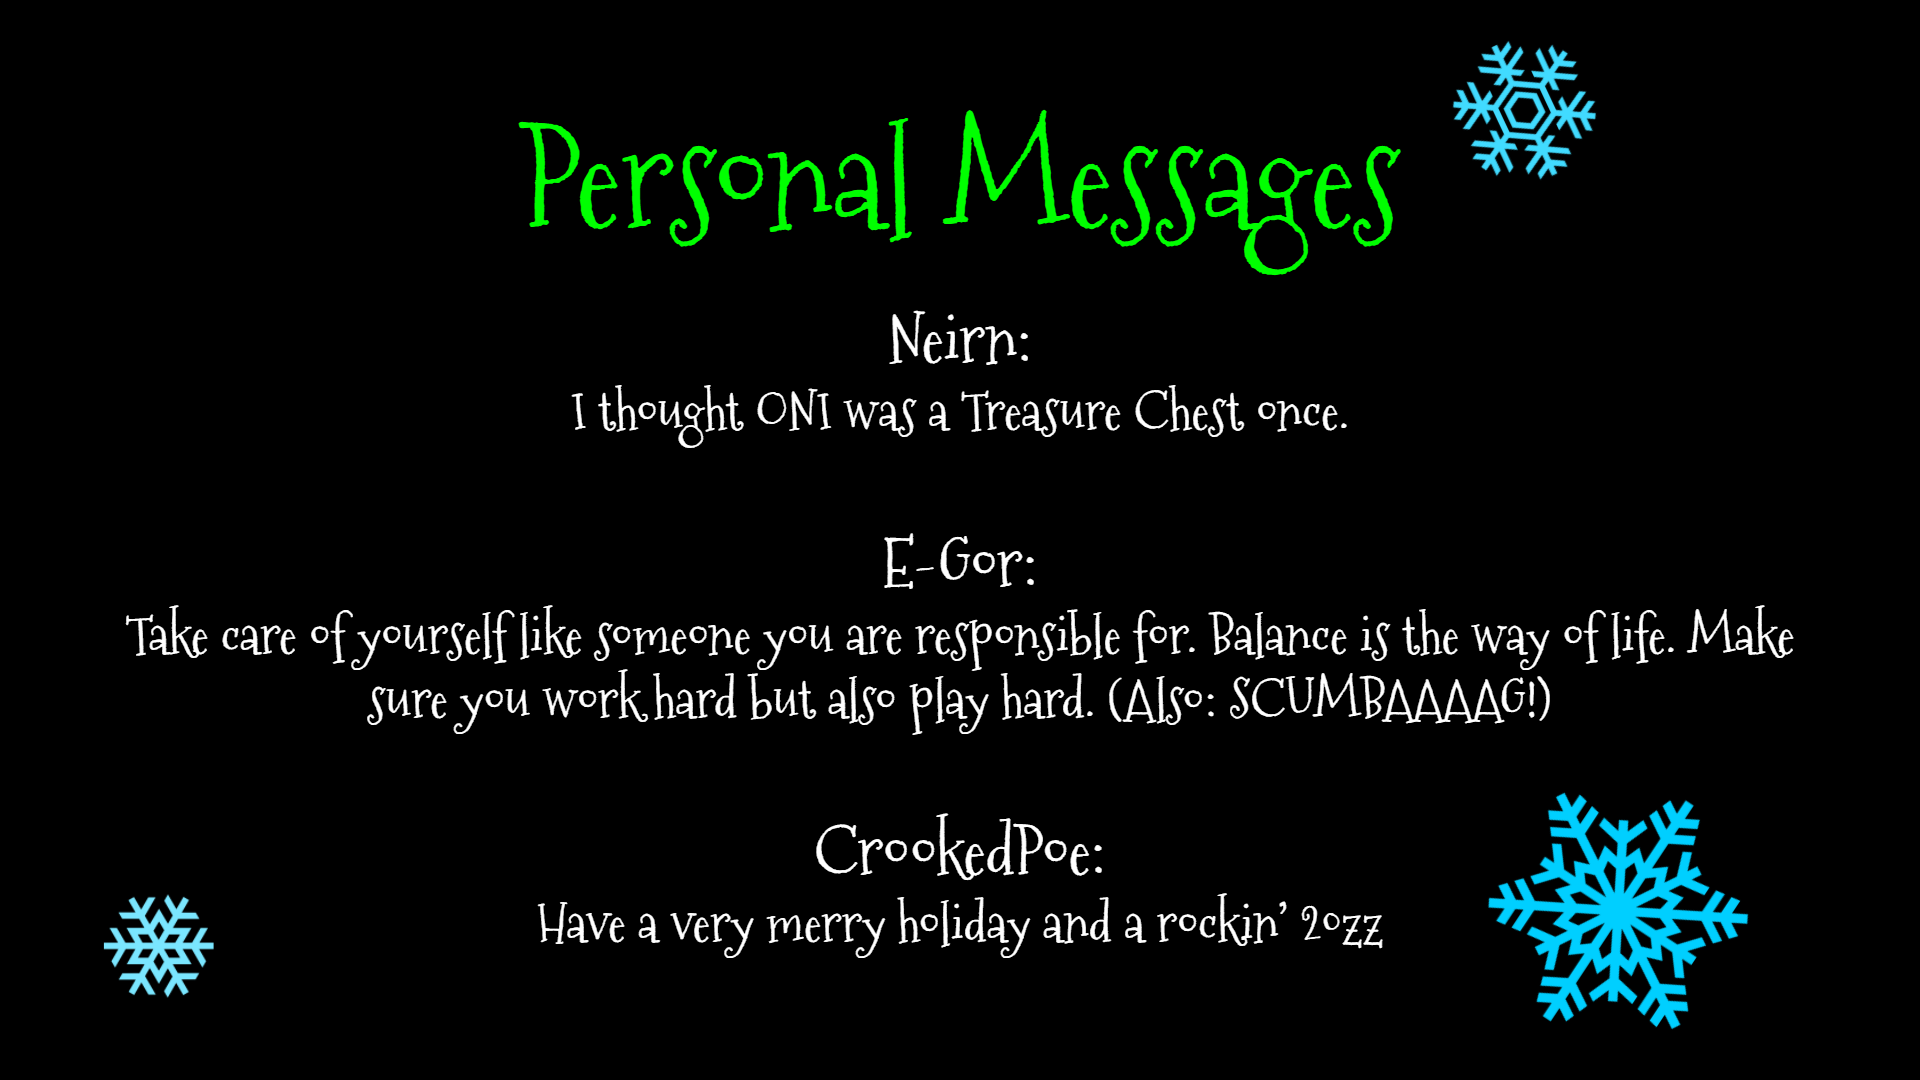 Personal Messages
Neirn:
I thought ONI was a Treasure Chest once.
E-Gor:
Take care of yourself like someone you are responsible for. Balance is the way of life. Make
sure you work hard but also play hard. (Also: SCUMBAAAAG!)
CrookedPoe:
Have a very merry holiday and a rockin’ 20zz